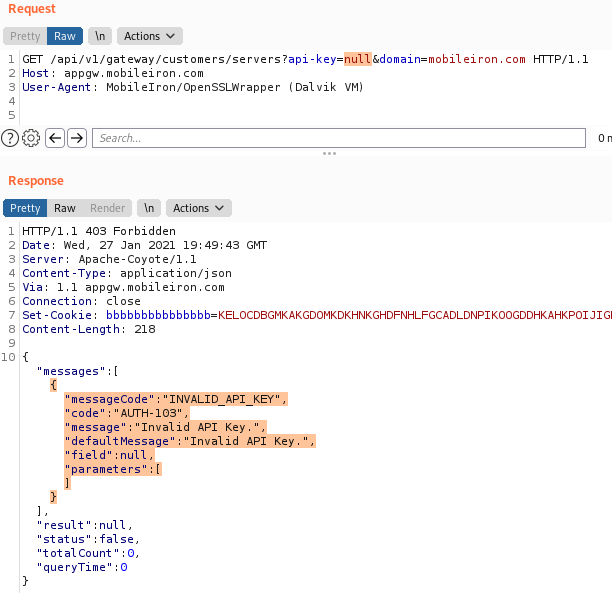 Request
Pretty Raw \n Actions
1 GET /api/v1/gateway/customers/servers?api-key=null&domain=mobileiron.com HTTP/1.1
2 Host: appgw.mobileiron.com
3 User-Agent: MobileIron/OpenSSLWrapper (Dalvik VM)
4
5
Search... 0 m
Response
Pretty Raw Render \n Actions
1 HTTP/1.1 403 Forbidden
2 Date: Wed, 27 Jan 2021 19:49:43 GMT
3 Server: Apache-Coyote/1.1
4 Content-Type: application/json
5 Via: 1.1 appgw.mobileiron.com
6 Connection: close
7 Set-Cookie: bbbbbbbbbbbbbbb=KELOCDBGMKAKGDOMKDKHNKGHDFNHLFGCADLDNPIKOOGDDHKAHKPOIJIG
8 Content-Length: 218
9
10 {
"messages":[
{
"messageCode":"INVALID_API_KEY",
"code":"AUTH-103",
"message":"Invalid API Key.",
"defaultMessage":"Invalid API Key.",
"field":null,
"parameters":[
]
}
],
"result":null,
"status":false,
"totalCount":0,
"queryTime":0
}